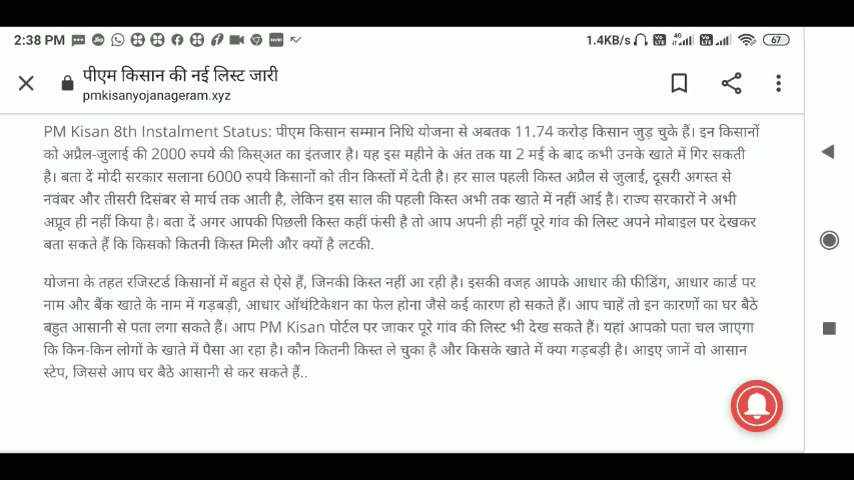 2:38 PM
1.4KB/s 4G 67
पीएम किसान की नई लिस्ट जारी
pmkisanyojanageram.xyz
PM Kisan 8th Instalment Status: पीएम किसान सम्मान निधि योजना से अबतक 11.74 करोड़ किसान जुड़ चुके हैं। इन किसानों
को अप्रैल-जुलाई की 2000 रुपये की किस्अत का इंतजार है। यह इस महीने के अंत तक या 2 मई के बाद कभी उनके खाते में गिर सकती
है। बता दें मोदी सरकार सलाना 6000 रुपये किसानों को तीन किस्तों में देती है। हर साल पहली किस्त अप्रैल से जुलाई, दूसरी अगस्त से
नवंबर और तीसरी दिसंबर से मार्च तक आती है, लेकिन इस साल की पहली किस्त अभी तक खाते में नहीं आई है। राज्य सरकारों ने अभी
अप्रूव ही नहीं किया है। बता दें अगर आपकी पिछली किस्त कहीं फंसी है तो आप अपनी ही नहीं पूरे गांव की लिस्ट अपने मोबाइल पर देखकर
बता सकते हैं कि किसको कितनी किस्त मिली और क्यों है लटकी.
योजना के तहत रजिस्टर्ड किसानों में बहुत से ऐसे हैं, जिनकी किस्त नहीं आ रही है। इसकी वजह आपके आधार की फीडिंग, आधार कार्ड पर
नाम और बैंक खाते के नाम में गड़बड़ी, आधार ऑथंटिकेशन का फेल होना जैसे कई कारण हो सकते हैं। आप चाहें तो इन कारणों का घर बैठे
बहुत आसानी से पता लगा सकते हैं। आप PM Kisan पोर्टल पर जाकर पूरे गांव की लिस्ट भी देख सकते हैं। यहां आपको पता चल जाएगा
कि किन-किन लोगों के खाते में पैसा आ रहा है। कौन कितनी किस्त ले चुका है और किसके खाते में क्या गड़बड़ी है। आइए जानें वो आसान
स्टेप, जिससे आप घर बैठे आसानी से कर सकते हैं..